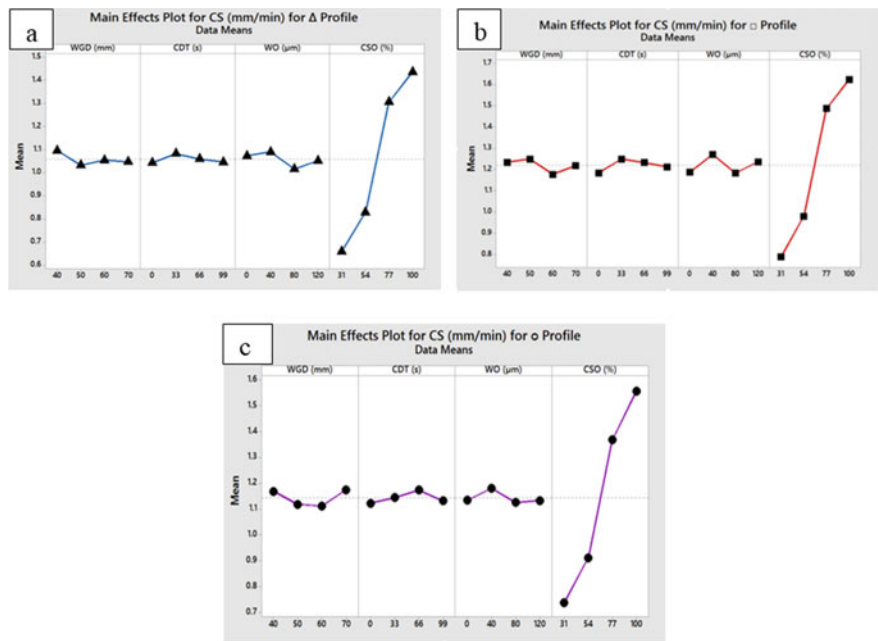 a
Main Effects Plot for CS (mm/min) for Δ Profile
Data Means
WGD (mm) CDT (s) WO (µm) CSO (%)
Mean
1.5
1.4
1.3
1.2
1.1
1.0
0.9
0.8
0.7
0.6
40 50 60 70 0 33 66 99 0 40 80 120 31 54 77 100
b
Main Effects Plot for CS (mm/min) for □ Profile
Data Means
WGD (mm) CDT (s) WO (µm) CSO (%)
Mean
1.7
1.6
1.5
1.4
1.3
1.2
1.1
1.0
0.9
0.8
40 50 60 70 0 33 66 99 0 40 80 120 31 54 77 100
c
Main Effects Plot for CS (mm/min) for o Profile
Data Means
WGD (mm) CDT (s) WO (µm) CSO (%)
Mean
1.6
1.5
1.4
1.3
1.2
1.1
1.0
0.9
0.8
0.7
40 50 60 70 0 33 66 99 0 40 80 120 31 54 77 100